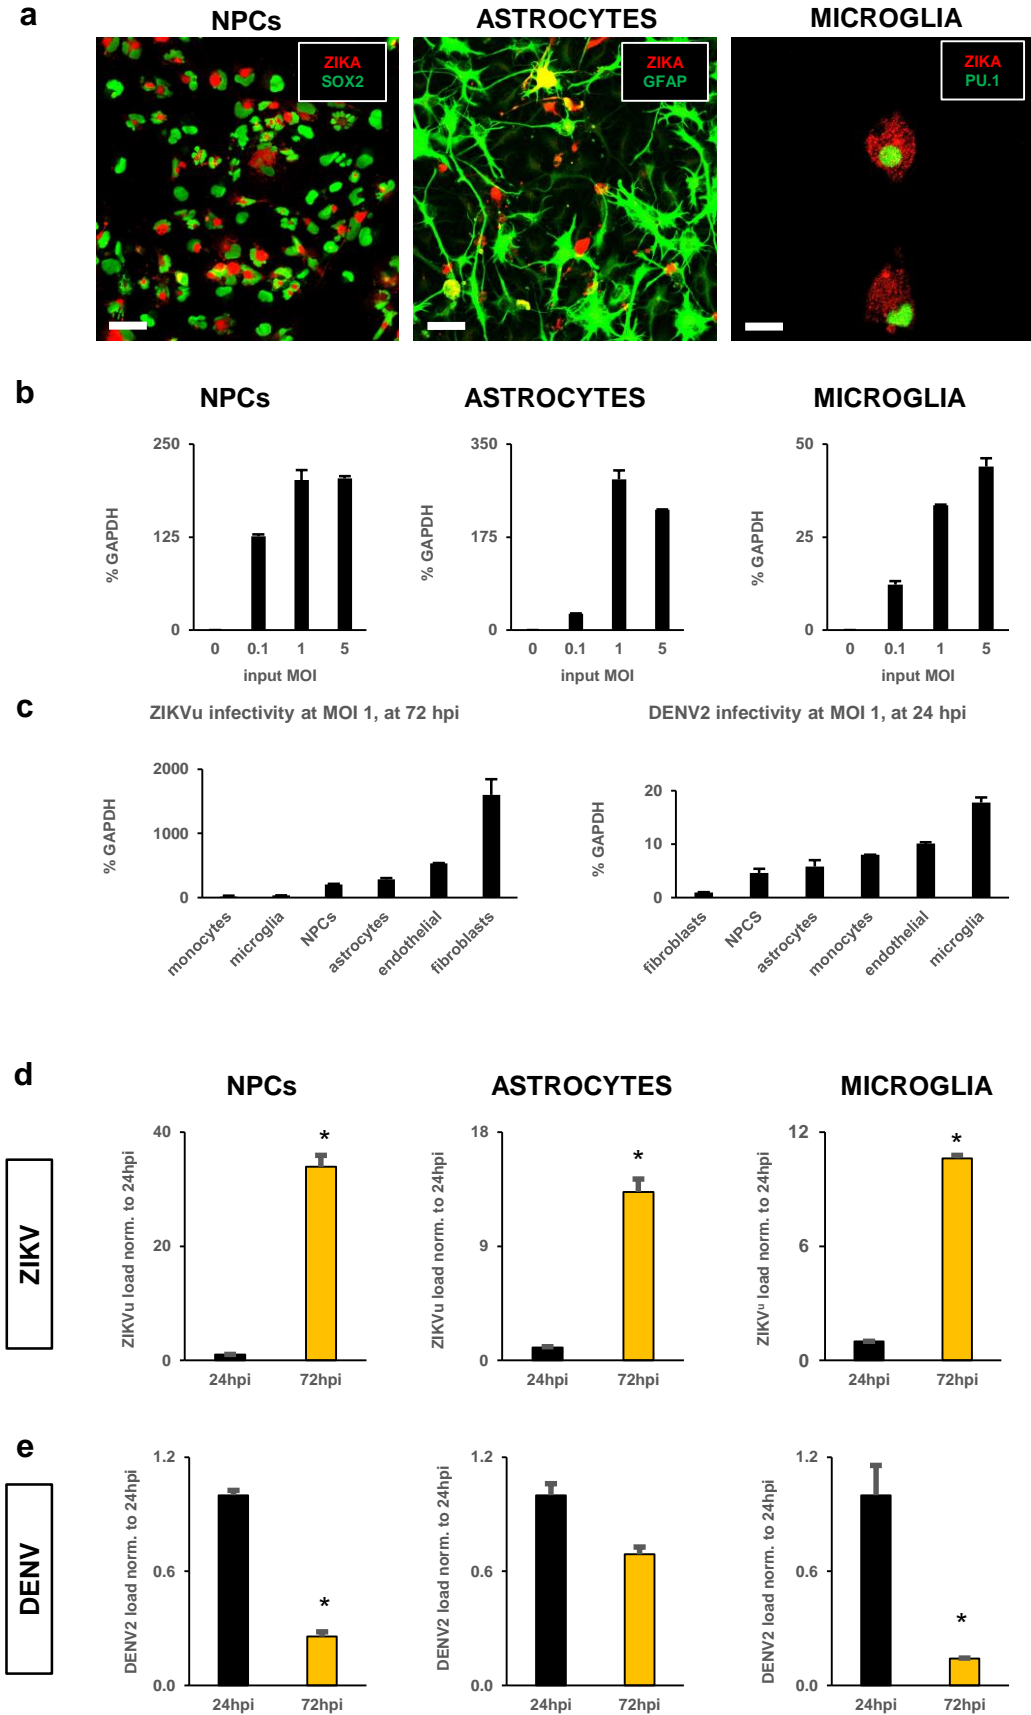 a
NPCs ASTROCYTES MICROGLIA
ZIKA
SOX2
ZIKA
GFAP
ZIKA
PU.1
b
NPCs ASTROCYTES MICROGLIA
% GAPDH
250
125
0
0 0.1 1 5
input MOI
% GAPDH
350
175
0
0 0.1 1 5
input MOI
% GAPDH
50
25
0
0 0.1 1 5
input MOI
c
ZIKVu infectivity at MOI 1, at 72 hpi
% GAPDH
2000
1000
0
monocytes
microglia
NPCs
astrocytes
endothelial
fibroblasts
DENV2 infectivity at MOI 1, at 24 hpi
% GAPDH
20
10
0
fibroblasts
NPCS
astrocytes
monocytes
endothelial
microglia
d
NPCs ASTROCYTES MICROGLIA
ZIKV
ZIKVu load norm. to 24hpi
40
20
0
*
24hpi 72hpi
ZIKVu load norm. to 24hpi
18
9
0
*
24hpi 72hpi
ZIKVᵘ load norm. to 24hpi
12
6
0
*
24hpi 72hpi
e
DENV
DENV2 load norm. to 24hpi
1.2
0.6
0.0
*
24hpi 72hpi
DENV2 load norm. to 24hpi
1.2
0.6
0.0
24hpi 72hpi
DENV2 load norm. to 24hpi
1.2
0.6
0.0
*
24hpi 72hpi